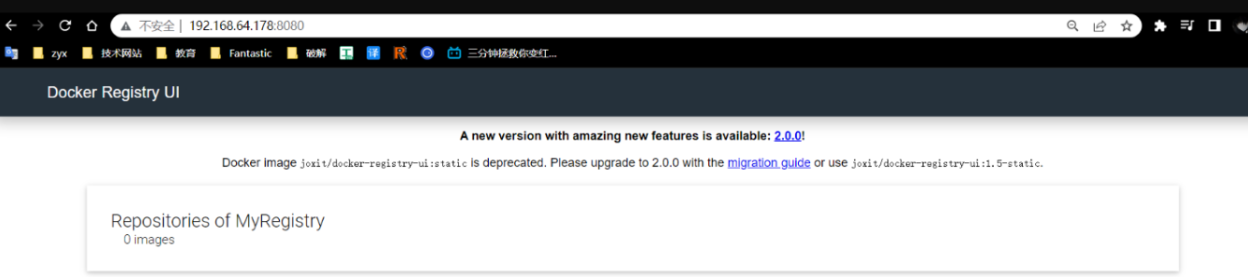 不安全 | 192.168.64.178:8080
zyx 技术网站 教育 Fantastic 破解 工 译 三分钟拯救你变红...
Docker Registry UI
A new version with amazing new features is available: 2.0.0!
Docker image joxit/docker-registry-ui:static is deprecated. Please upgrade to 2.0.0 with the migration guide or use joxit/docker-registry-ui:1.5-static.
Repositories of MyRegistry
0 images